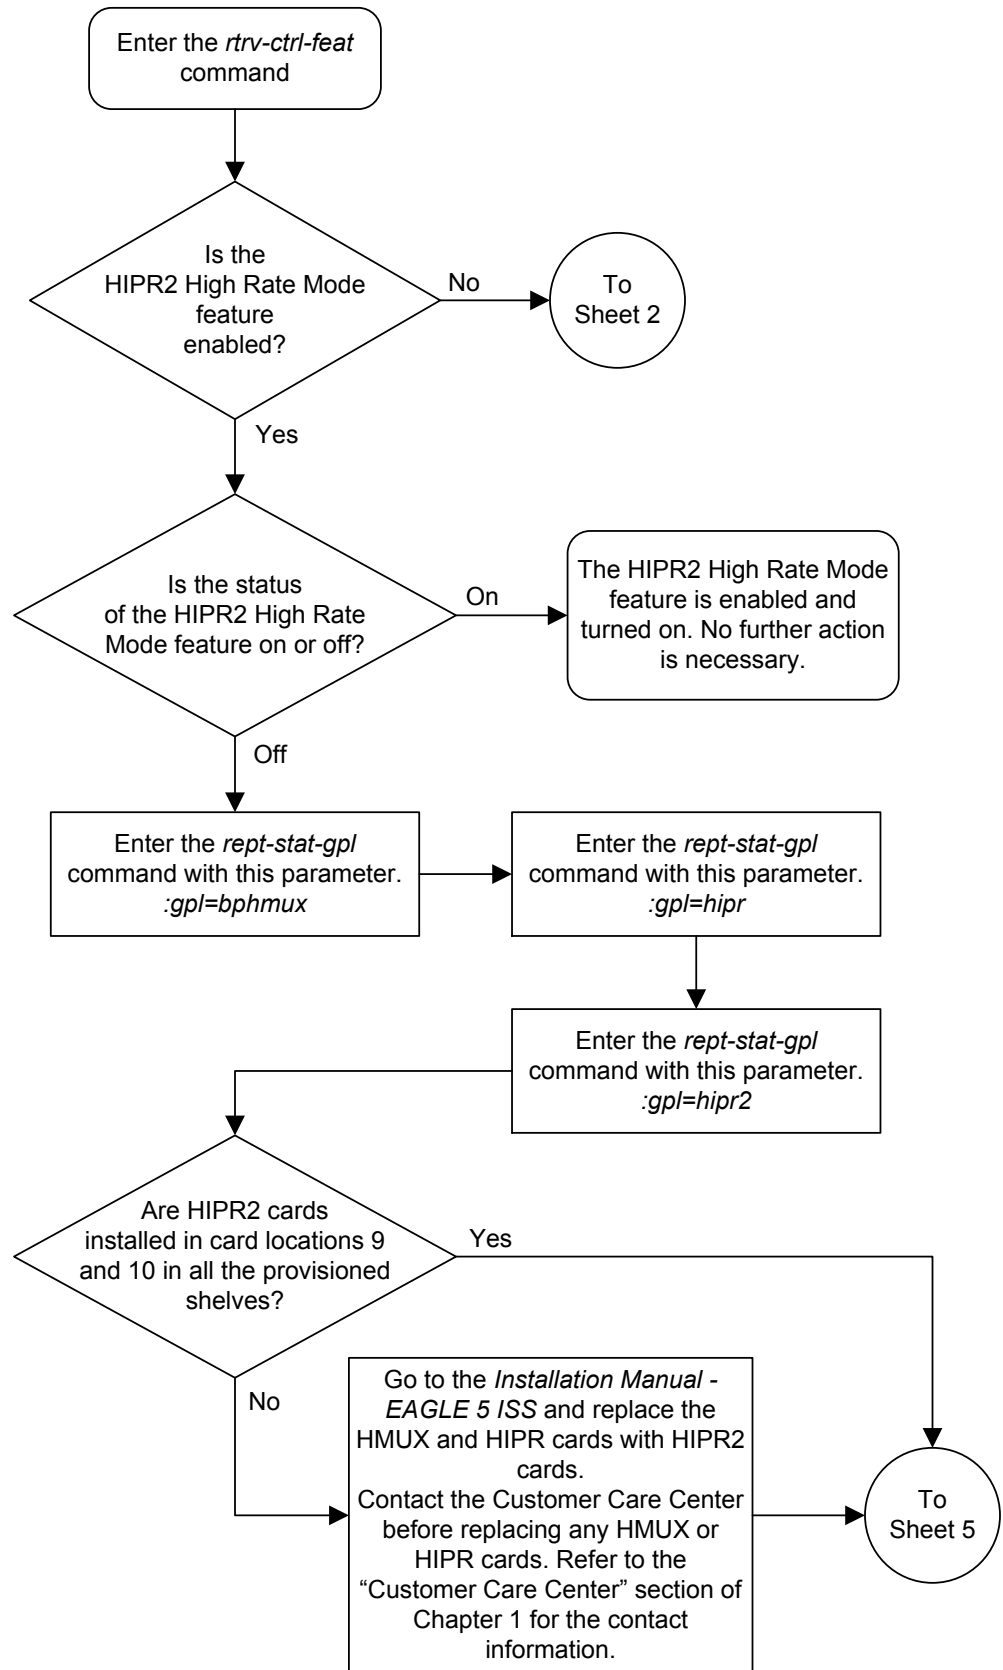 Enter the rtrv-ctrl-feat
command
Is the
HIPR2 High Rate Mode
feature
enabled?
No
To
Sheet 2
Yes
Is the status
of the HIPR2 High Rate
Mode feature on or off?
On
The HIPR2 High Rate Mode
feature is enabled and
turned on. No further action
is necessary.
Off
Enter the rept-stat-gpl
command with this parameter.
:gpl=bphmux
Enter the rept-stat-gpl
command with this parameter.
:gpl=hipr
Enter the rept-stat-gpl
command with this parameter.
:gpl=hipr2
Are HIPR2 cards
installed in card locations 9
and 10 in all the provisioned
shelves?
Yes
No
Go to the Installation Manual -
EAGLE 5 ISS and replace the
HMUX and HIPR cards with HIPR2
cards.
Contact the Customer Care Center
before replacing any HMUX or
HIPR cards. Refer to the
“Customer Care Center” section of
Chapter 1 for the contact
information.
To
Sheet 5